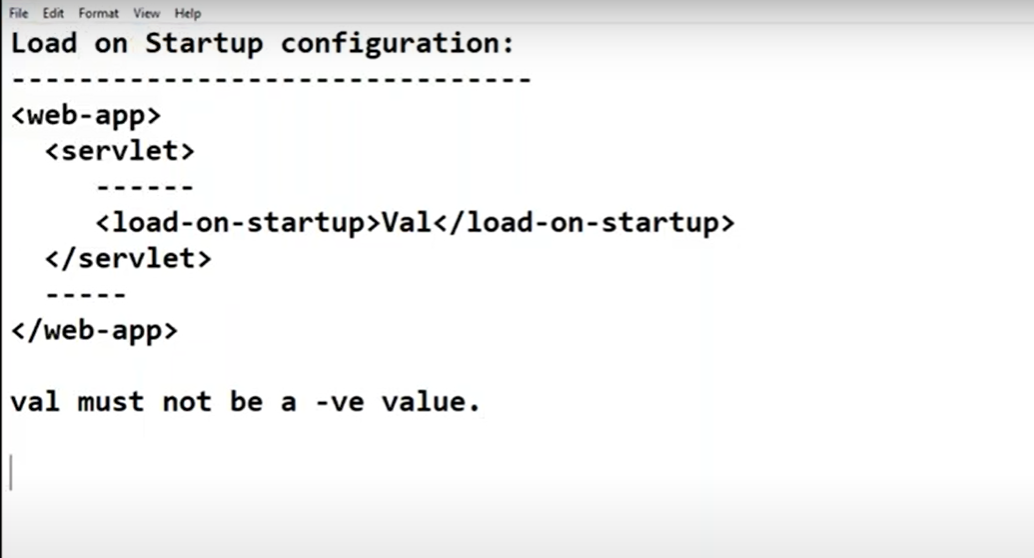 File Edit Format View Help
Load on Startup configuration:
-------------------------------
<web-app>
  <servlet>
     ------
     <load-on-startup>Val</load-on-startup>
  </servlet>
  -----
</web-app>
val must not be a -ve value.